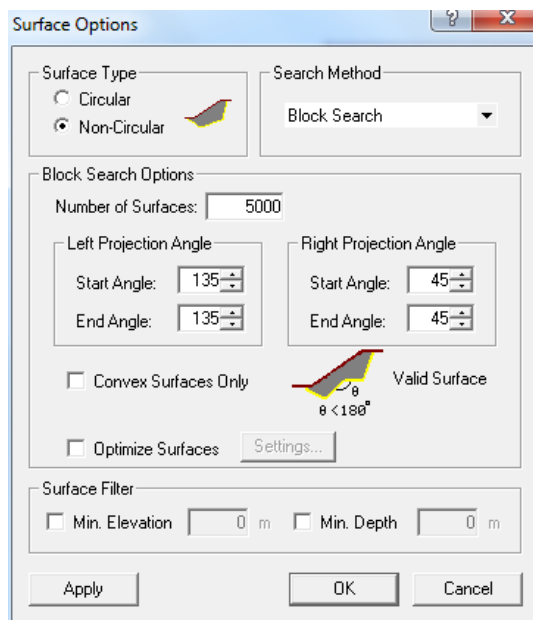 Surface Options
? X
Surface Type
Circular
Non-Circular
Search Method
Block Search
Block Search Options
Number of Surfaces: 5000
Left Projection Angle
Start Angle: 135
End Angle: 135
Right Projection Angle
Start Angle: 45
End Angle: 45
Convex Surfaces Only
θ
θ < 180°
Valid Surface
Optimize Surfaces
Settings...
Surface Filter
Min. Elevation 0 m Min. Depth 0 m
Apply OK Cancel